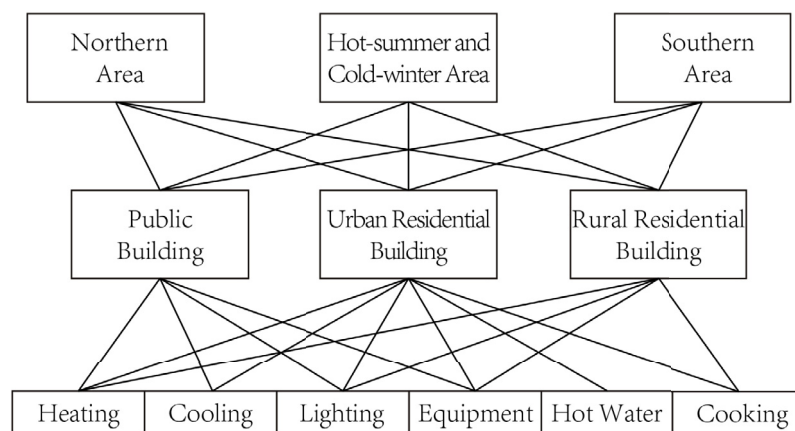 Northern
Area
Hot-summer and
Cold-winter Area
Southern
Area
Public
Building
Urban Residential
Building
Rural Residential
Building
Heating
Cooling
Lighting
Equipment
Hot Water
Cooking